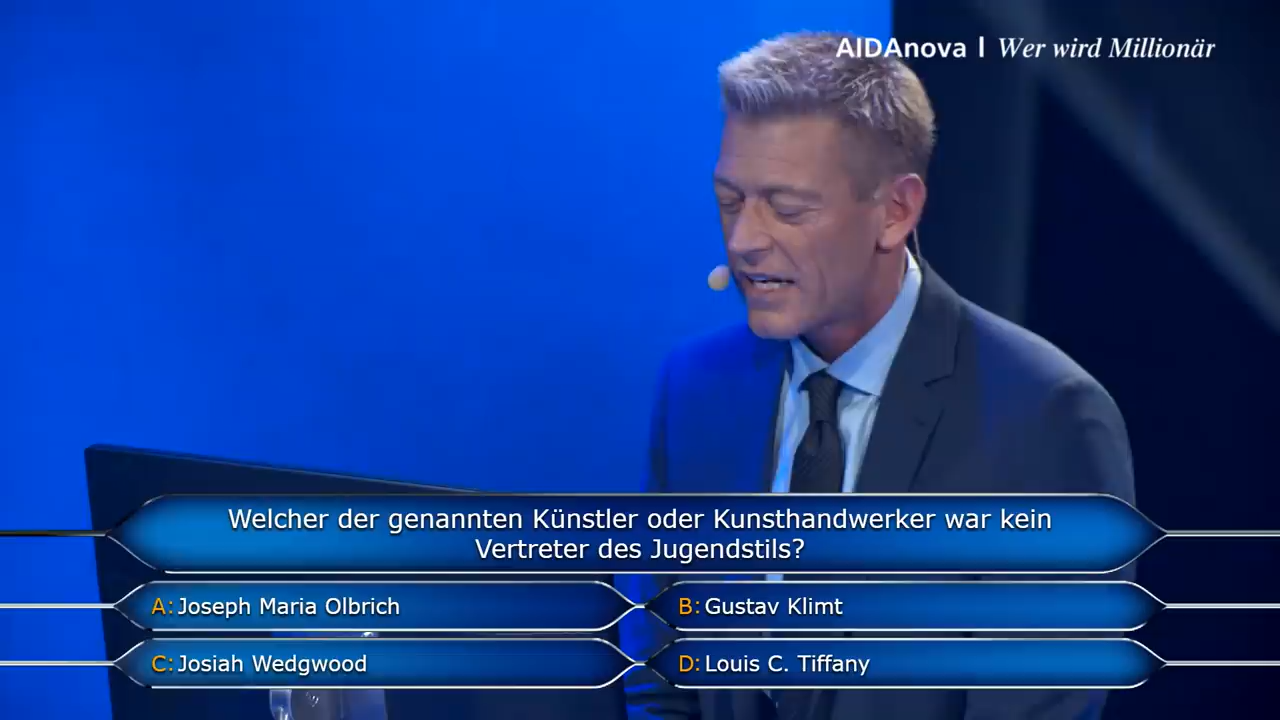 AIDAnova | Wer wird Millionär
Welcher der genannten Künstler oder Kunsthandwerker war kein
Vertreter des Jugendstils?
A: Joseph Maria Olbrich
B: Gustav Klimt
C: Josiah Wedgwood
D: Louis C. Tiffany